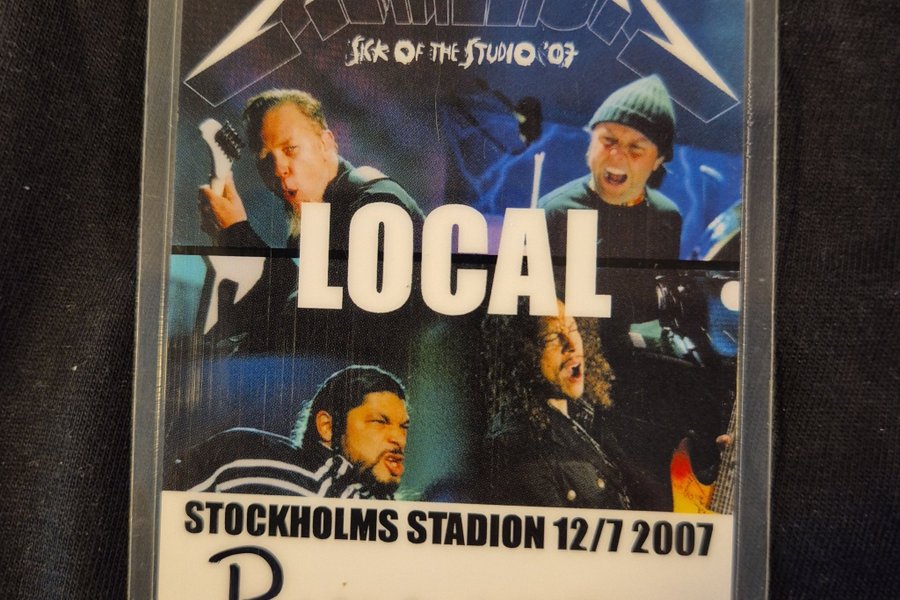 SICK OF THE STUDIO '07
LOCAL
STOCKHOLMS STADION 12/7 2007